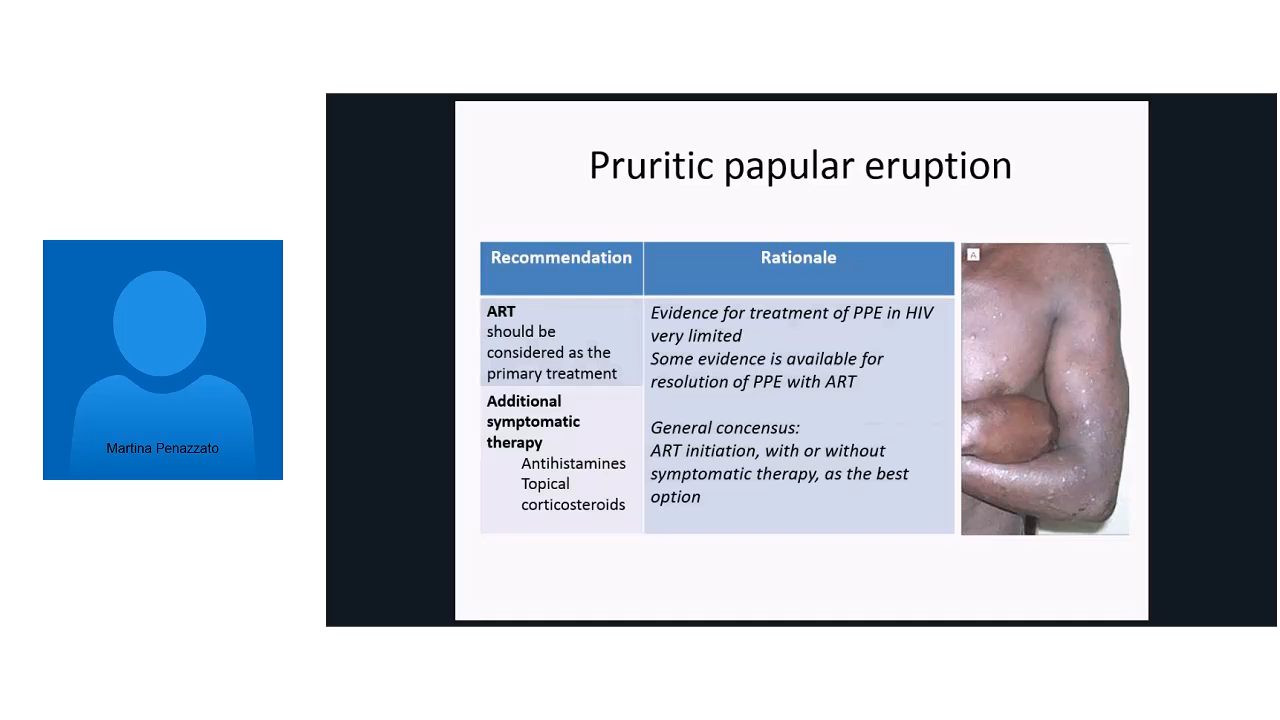 Martina Penazzato
Pruritic papular eruption
Recommendation
Rationale
ART
should be
considered as the
primary treatment
Additional
symptomatic
therapy
Antihistamines
Topical
corticosteroids
Evidence for treatment of PPE in HIV
very limited
Some evidence is available for
resolution of PPE with ART
General concensus:
ART initiation, with or without
symptomatic therapy, as the best
option
A